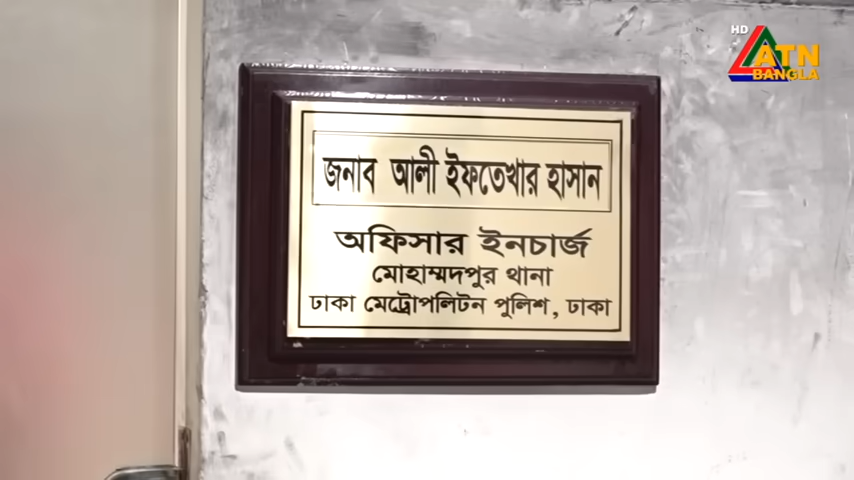 HD
ATN
BANGLA
জনাব আলী ইফতেখার হাসান
অফিসার ইনচার্জ
মোহাম্মদপুর থানা
ঢাকা মেট্রোপলিটন পুলিশ, ঢাকা